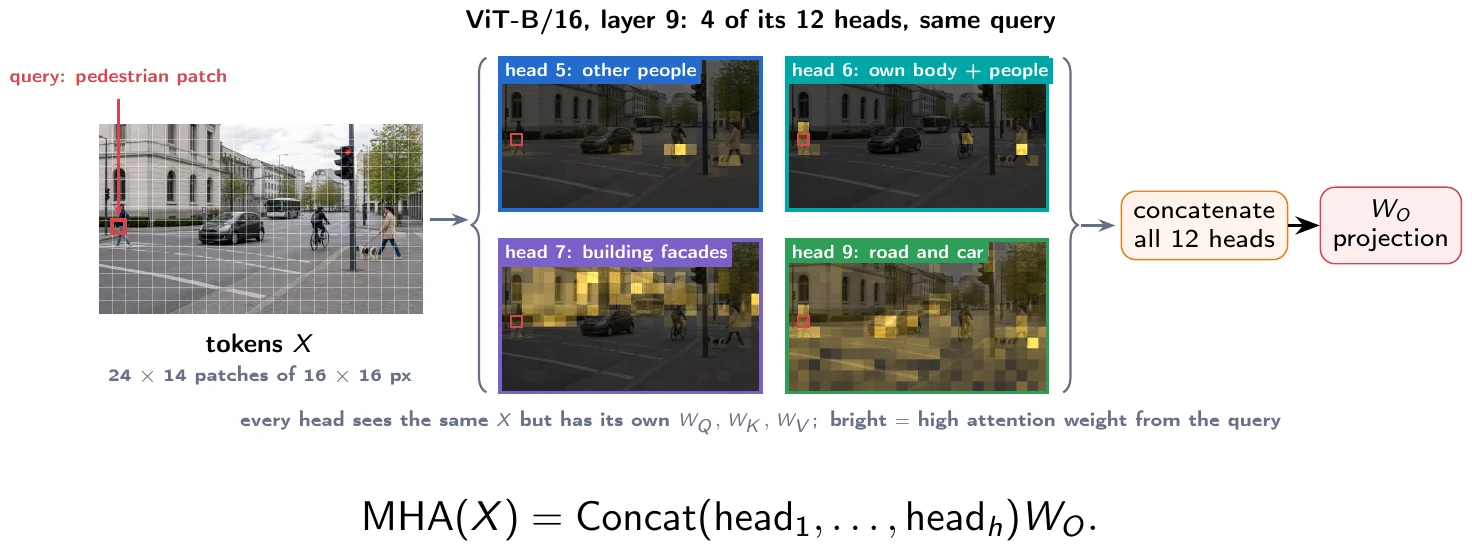 ViT-B/16, layer 9: 4 of its 12 heads, same query
query: pedestrian patch
head 5: other people
head 6: own body + people
head 7: building facades
head 9: road and car
tokens X
24 × 14 patches of 16 × 16 px
concatenate
all 12 heads
W_O
projection
every head sees the same X but has its own W_Q, W_K, W_V; bright = high attention weight from the query
MHA(X) = Concat(head_1, . . . , head_h)W_O.